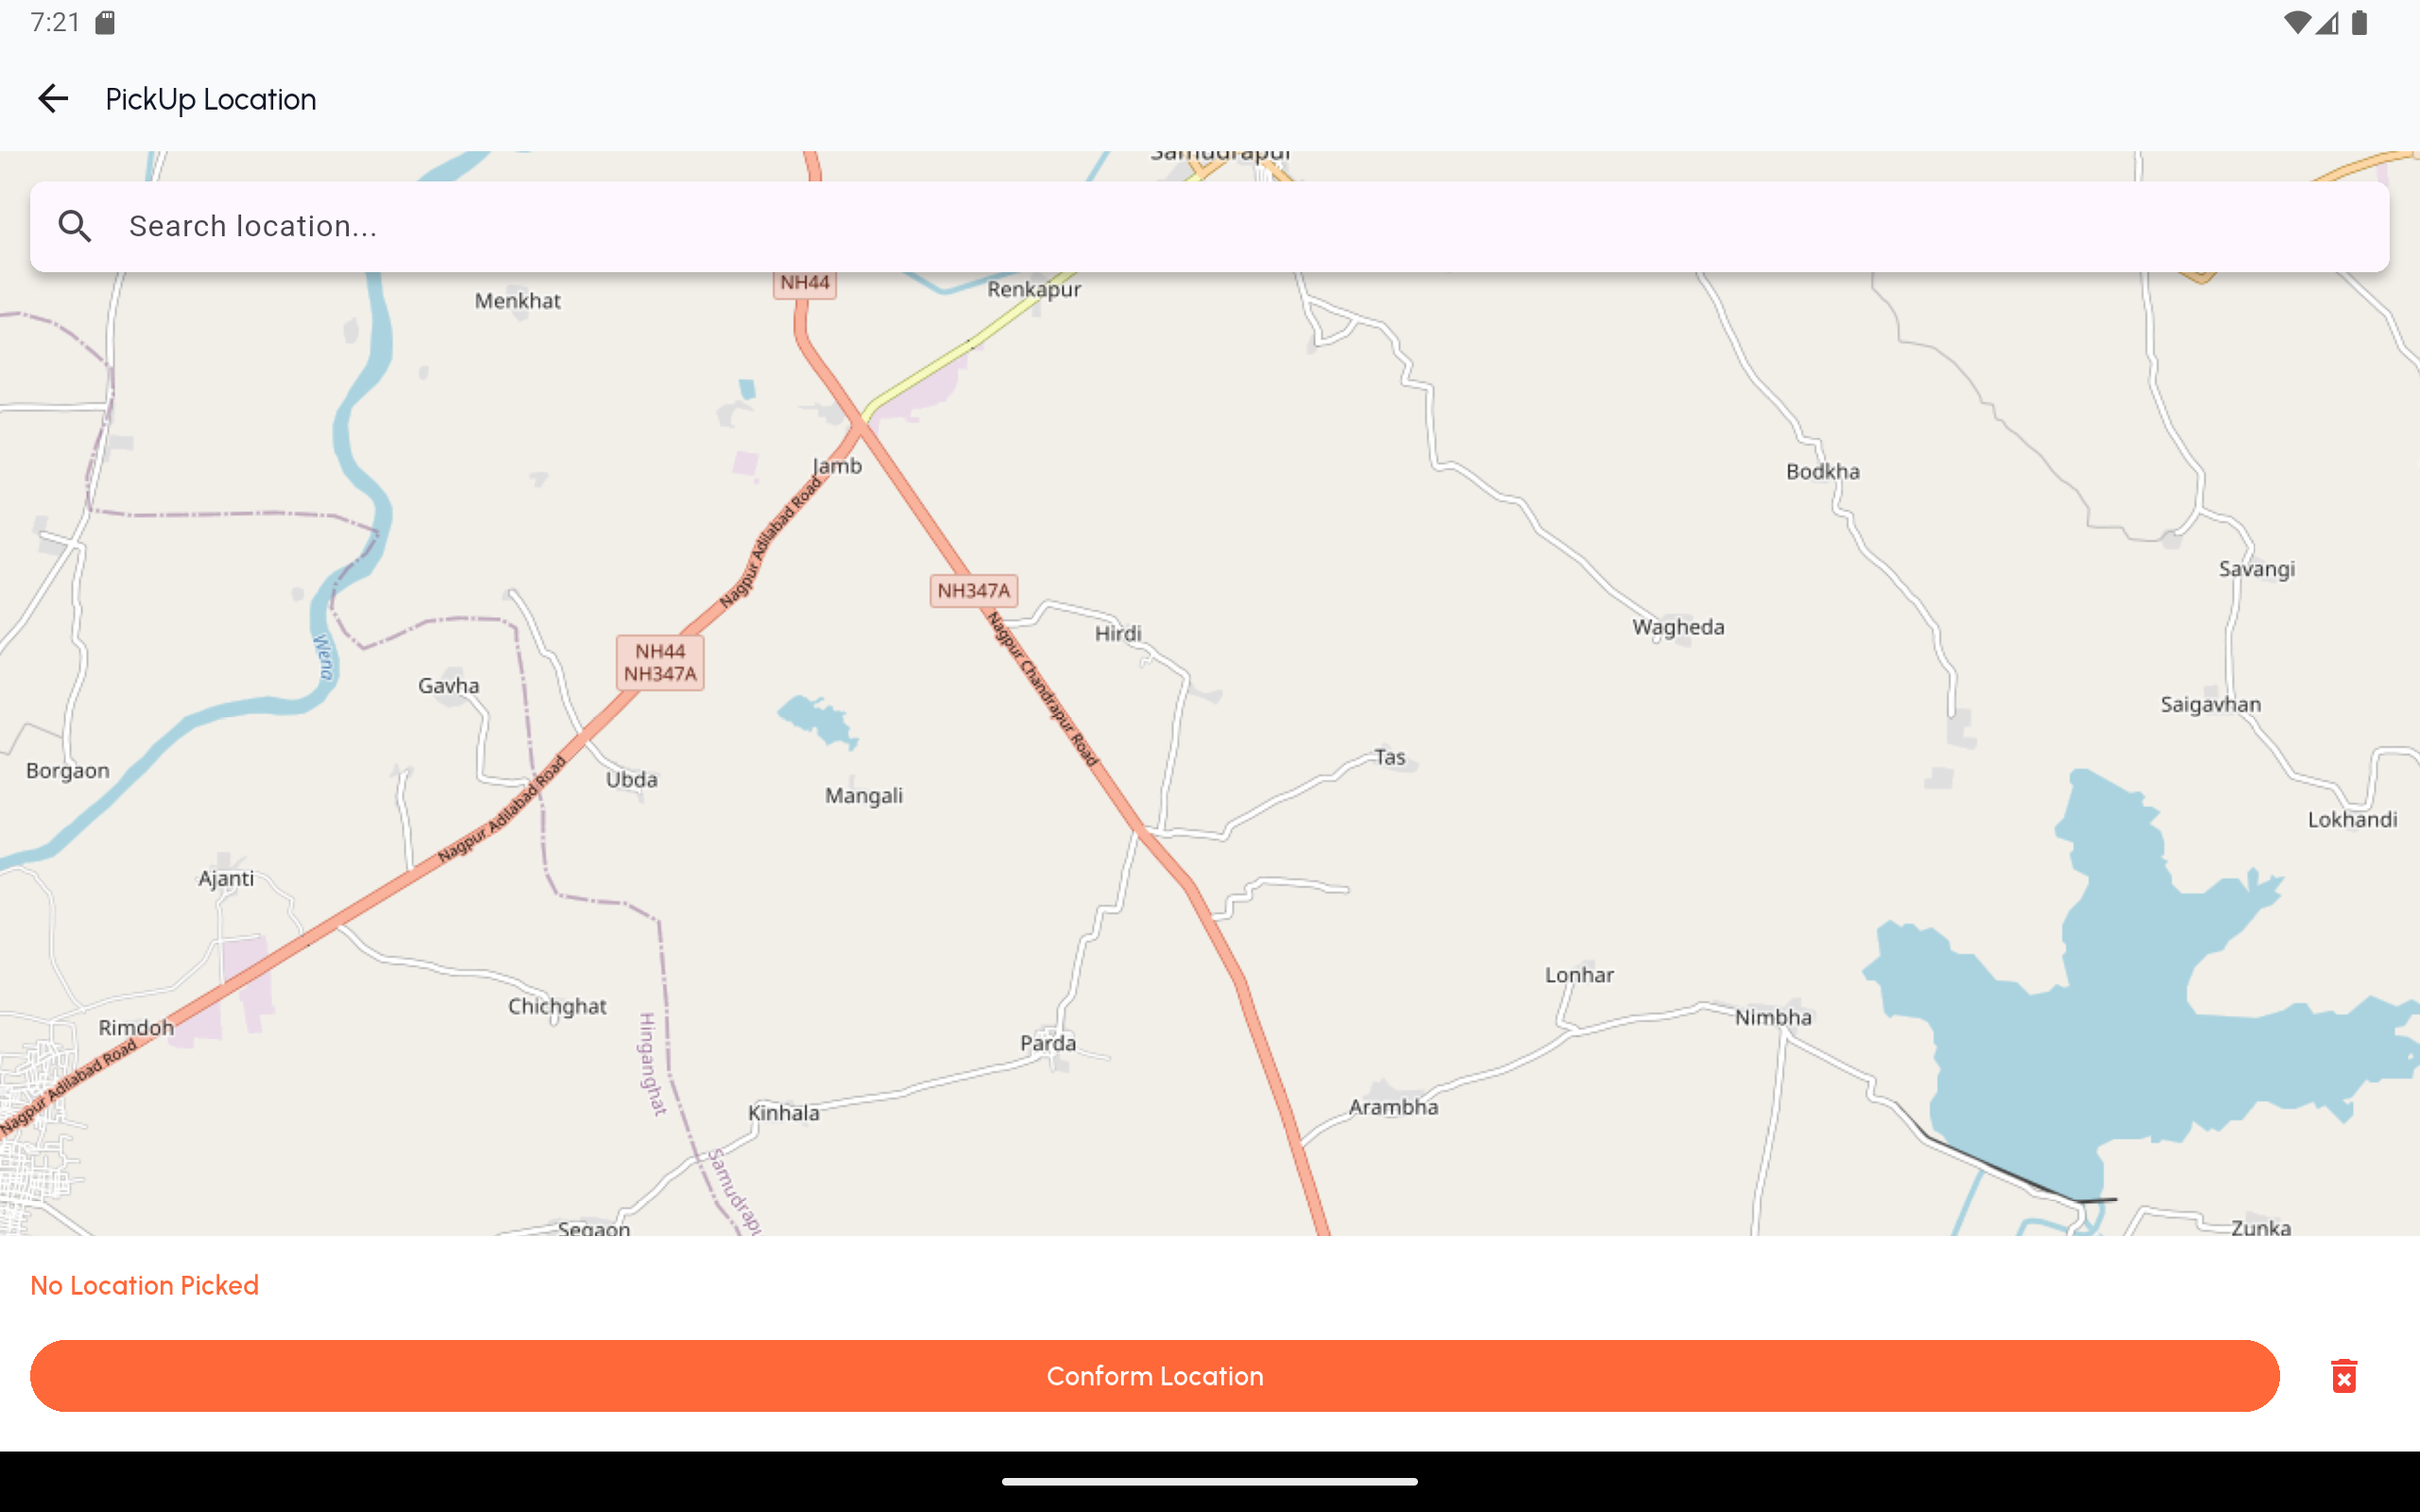 7:21
PickUp Location
Samudrapur
Search location...
NH44
Renkapur
Menkhat
Jamb
Bodkha
Nagpur Adilabad Road
Savangi
NH347A
Wagheda
Hirdi
Wena
NH44
NH347A
Nagpur Chandrapur Road
Gavha
Saigavhan
Tas
Borgaon
Ubda
Mangali
Nagpur Adilabad Road
Lokhandi
Ajanti
Lonhar
Chichghat
Nimbha
Rimdoh
Parda
Hinganghat
Nagpur Adilabad Road
Arambha
Kinhala
Samudrapu
Segaon
Zunka
No Location Picked
Conform Location